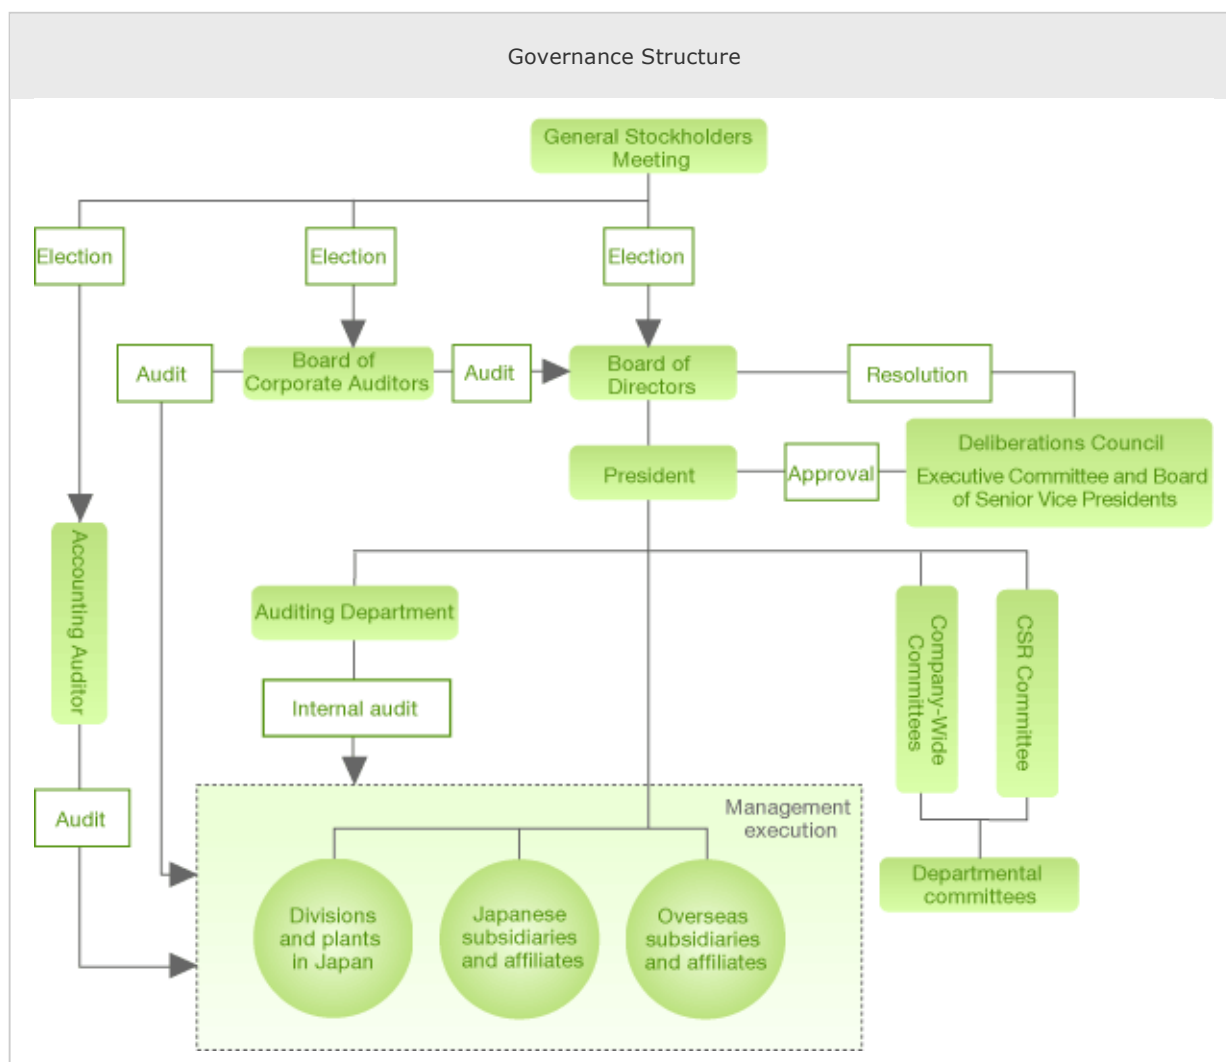 Governance Structure
General Stockholders
Meeting
Election
Election
Election
Audit
Board of
Corporate Auditors
Audit
Board of
Directors
Resolution
Deliberations Council
Executive Committee and Board
of Senior Vice Presidents
President
Approval
Accounting Auditor
Auditing Department
Company-Wide
Committees
CSR Committee
Internal audit
Audit
Management
execution
Departmental
committees
Divisions
and plants
in Japan
Japanese
subsidiaries
and affiliates
Overseas
subsidiaries
and affiliates